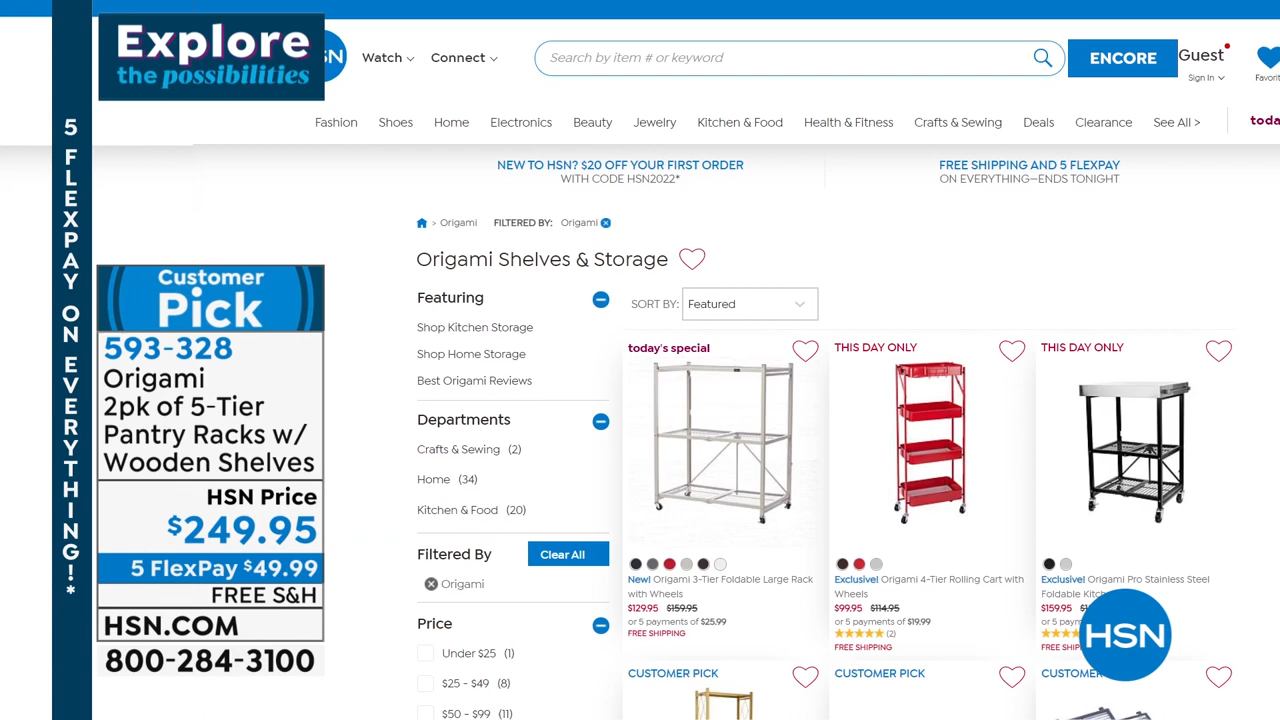 Explore
the possibilities
5 FLEXPAY ON EVERYTHING!*
Customer
Pick
593-328
Origami
2pk of 5-Tier
Pantry Racks w/
Wooden Shelves
HSN Price
$249.95
5 FlexPay $49.99
FREE S&H
HSN.COM
800-284-3100
Watch
Connect
Search by item # or keyword
ENCORE
Guest
Sign In
Fashion
Shoes
Home
Electronics
Beauty
Jewelry
Kitchen & Food
Health & Fitness
Crafts & Sewing
Deals
Clearance
See All >
NEW TO HSN? $20 OFF YOUR FIRST ORDER
WITH CODE HSN2022*
FREE SHIPPING AND 5 FLEXPAY
ON EVERYTHING—ENDS TONIGHT
> Origami
FILTERED BY: Origami
Origami Shelves & Storage
Featuring
Shop Kitchen Storage
Shop Home Storage
Best Origami Reviews
Departments
Crafts & Sewing (2)
Home (34)
Kitchen & Food (20)
Filtered By
Clear All
Origami
Price
Under $25 (1)
$25 - $49 (8)
$50 - $99 (11)
SORT BY: Featured
today's special
New! Origami 3-Tier Foldable Large Rack
with Wheels
$129.95 $159.95
or 5 payments of $25.99
FREE SHIPPING
THIS DAY ONLY
Exclusive! Origami 4-Tier Rolling Cart with
Wheels
$99.95 $114.95
or 5 payments of $19.99
(2)
FREE SHIPPING
THIS DAY ONLY
Exclusive! Origami Pro Stainless Steel
Foldable
$159.95
or 5
FREE
HSN
CUSTOMER PICK
CUSTOMER PICK